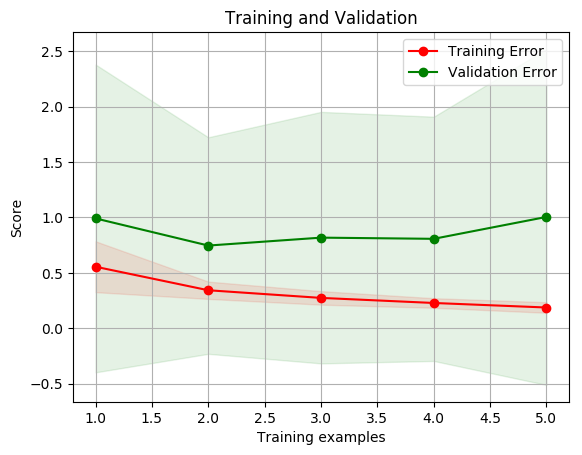 Training and Validation
Training Error
Validation Error
Score
2.5
2.0
1.5
1.0
0.5
0.0
−0.5
1.0 1.5 2.0 2.5 3.0 3.5 4.0 4.5 5.0
Training examples